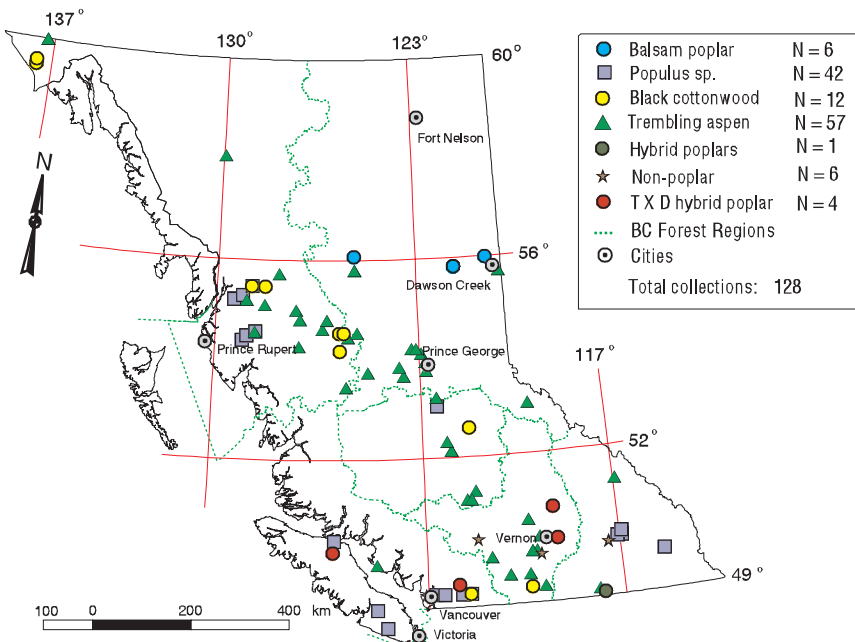 137°
130°
123°
60°
N
Fort Nelson
56°
Dawson Creek
Prince Rupert
Prince George
117°
52°
Vernon
49°
Vancouver
Victoria
100 0 200 400 km
Balsam poplar N = 6
Populus sp. N = 42
Black cottonwood N = 12
Trembling aspen N = 57
Hybrid poplars N = 1
Non-poplar N = 6
T X D hybrid poplar N = 4
BC Forest Regions
Cities
Total collections: 128